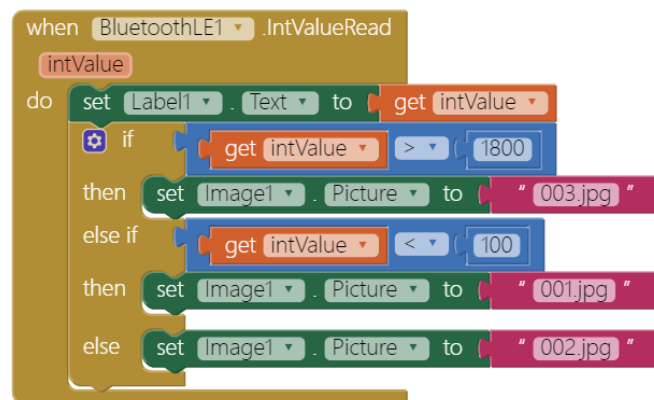 when BluetoothLE1 .IntValueRead
intValue
do set Label1 . Text to get intValue
if get intValue > 1800
then set Image1 . Picture to " 003.jpg "
else if get intValue < 100
then set Image1 . Picture to " 001.jpg "
else set Image1 . Picture to " 002.jpg "